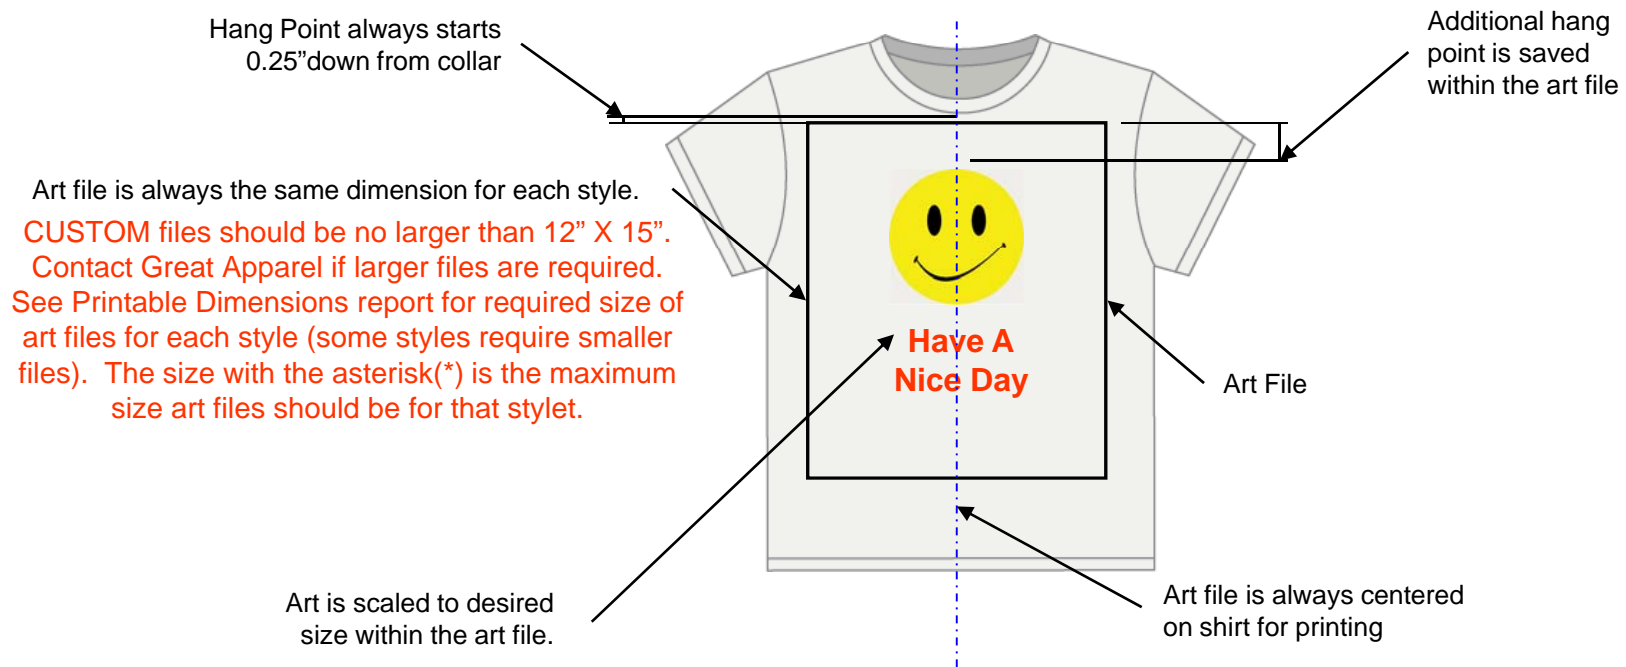 Hang Point always starts
0.25”down from collar
Additional hang
point is saved
within the art file
Art file is always the same dimension for each style.
CUSTOM files should be no larger than 12” X 15”.
Contact Great Apparel if larger files are required.
See Printable Dimensions report for required size of
art files for each style (some styles require smaller
files).  The size with the asterisk(*) is the maximum
size art files should be for that stylet.
Have A
Nice Day
Art File
Art is scaled to desired
size within the art file.
Art file is always centered
on shirt for printing